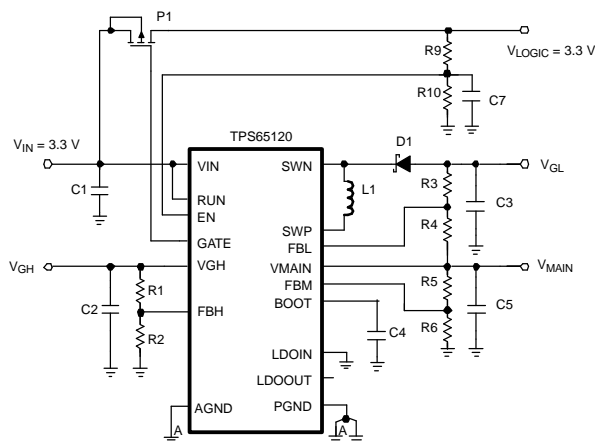 P1
R9
V_LOGIC = 3.3 V
R10
C7
TPS65120
D1
V_IN = 3.3 V
VIN
SWN
V_GL
C1
RUN
L1
R3
C3
EN
SWP
R4
GATE
FBL
V_GH
VGH
VMAIN
V_MAIN
R1
FBM
R5
C2
FBH
BOOT
C5
R2
C4
R6
LDOIN
LDOOUT
AGND
PGND
A
A